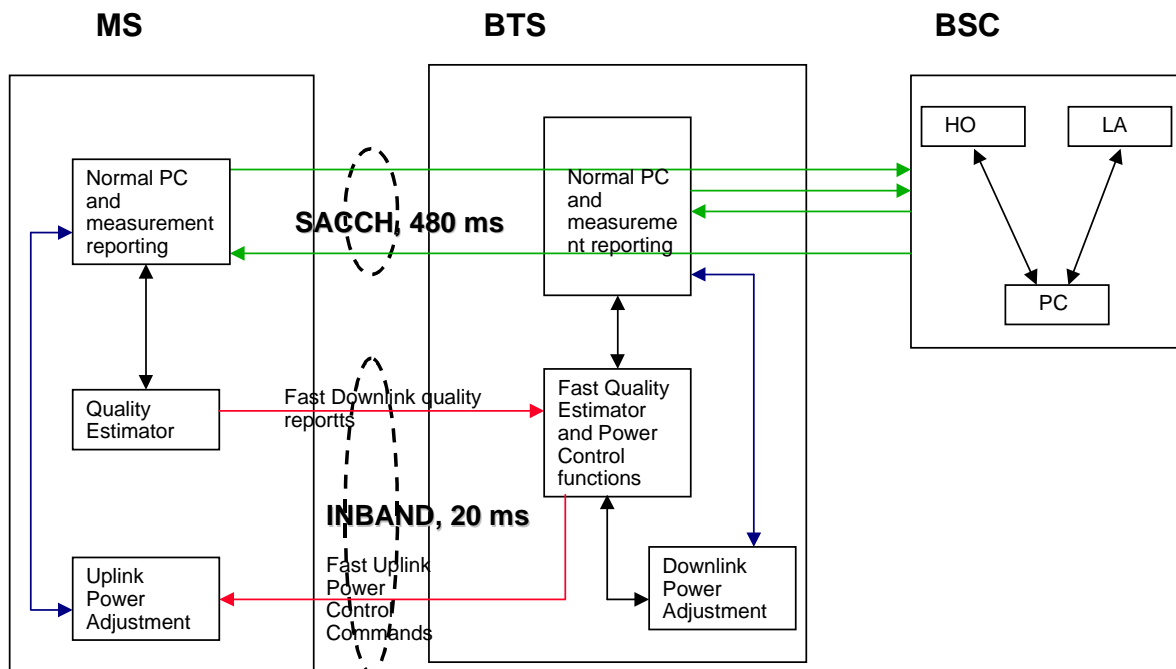 MS
BTS
BSC
HO
LA
Normal PC
and
measurement
reporting
Normal PC
and
measureme
nt reporting
SACCH, 480 ms
PC
Quality
Estimator
Fast Downlink quality
reportts
Fast Quality
Estimator
and Power
Control
functions
INBAND, 20 ms
Uplink
Power
Adjustment
Fast Uplink
Power
Control
Commands
Downlink
Power
Adjustment